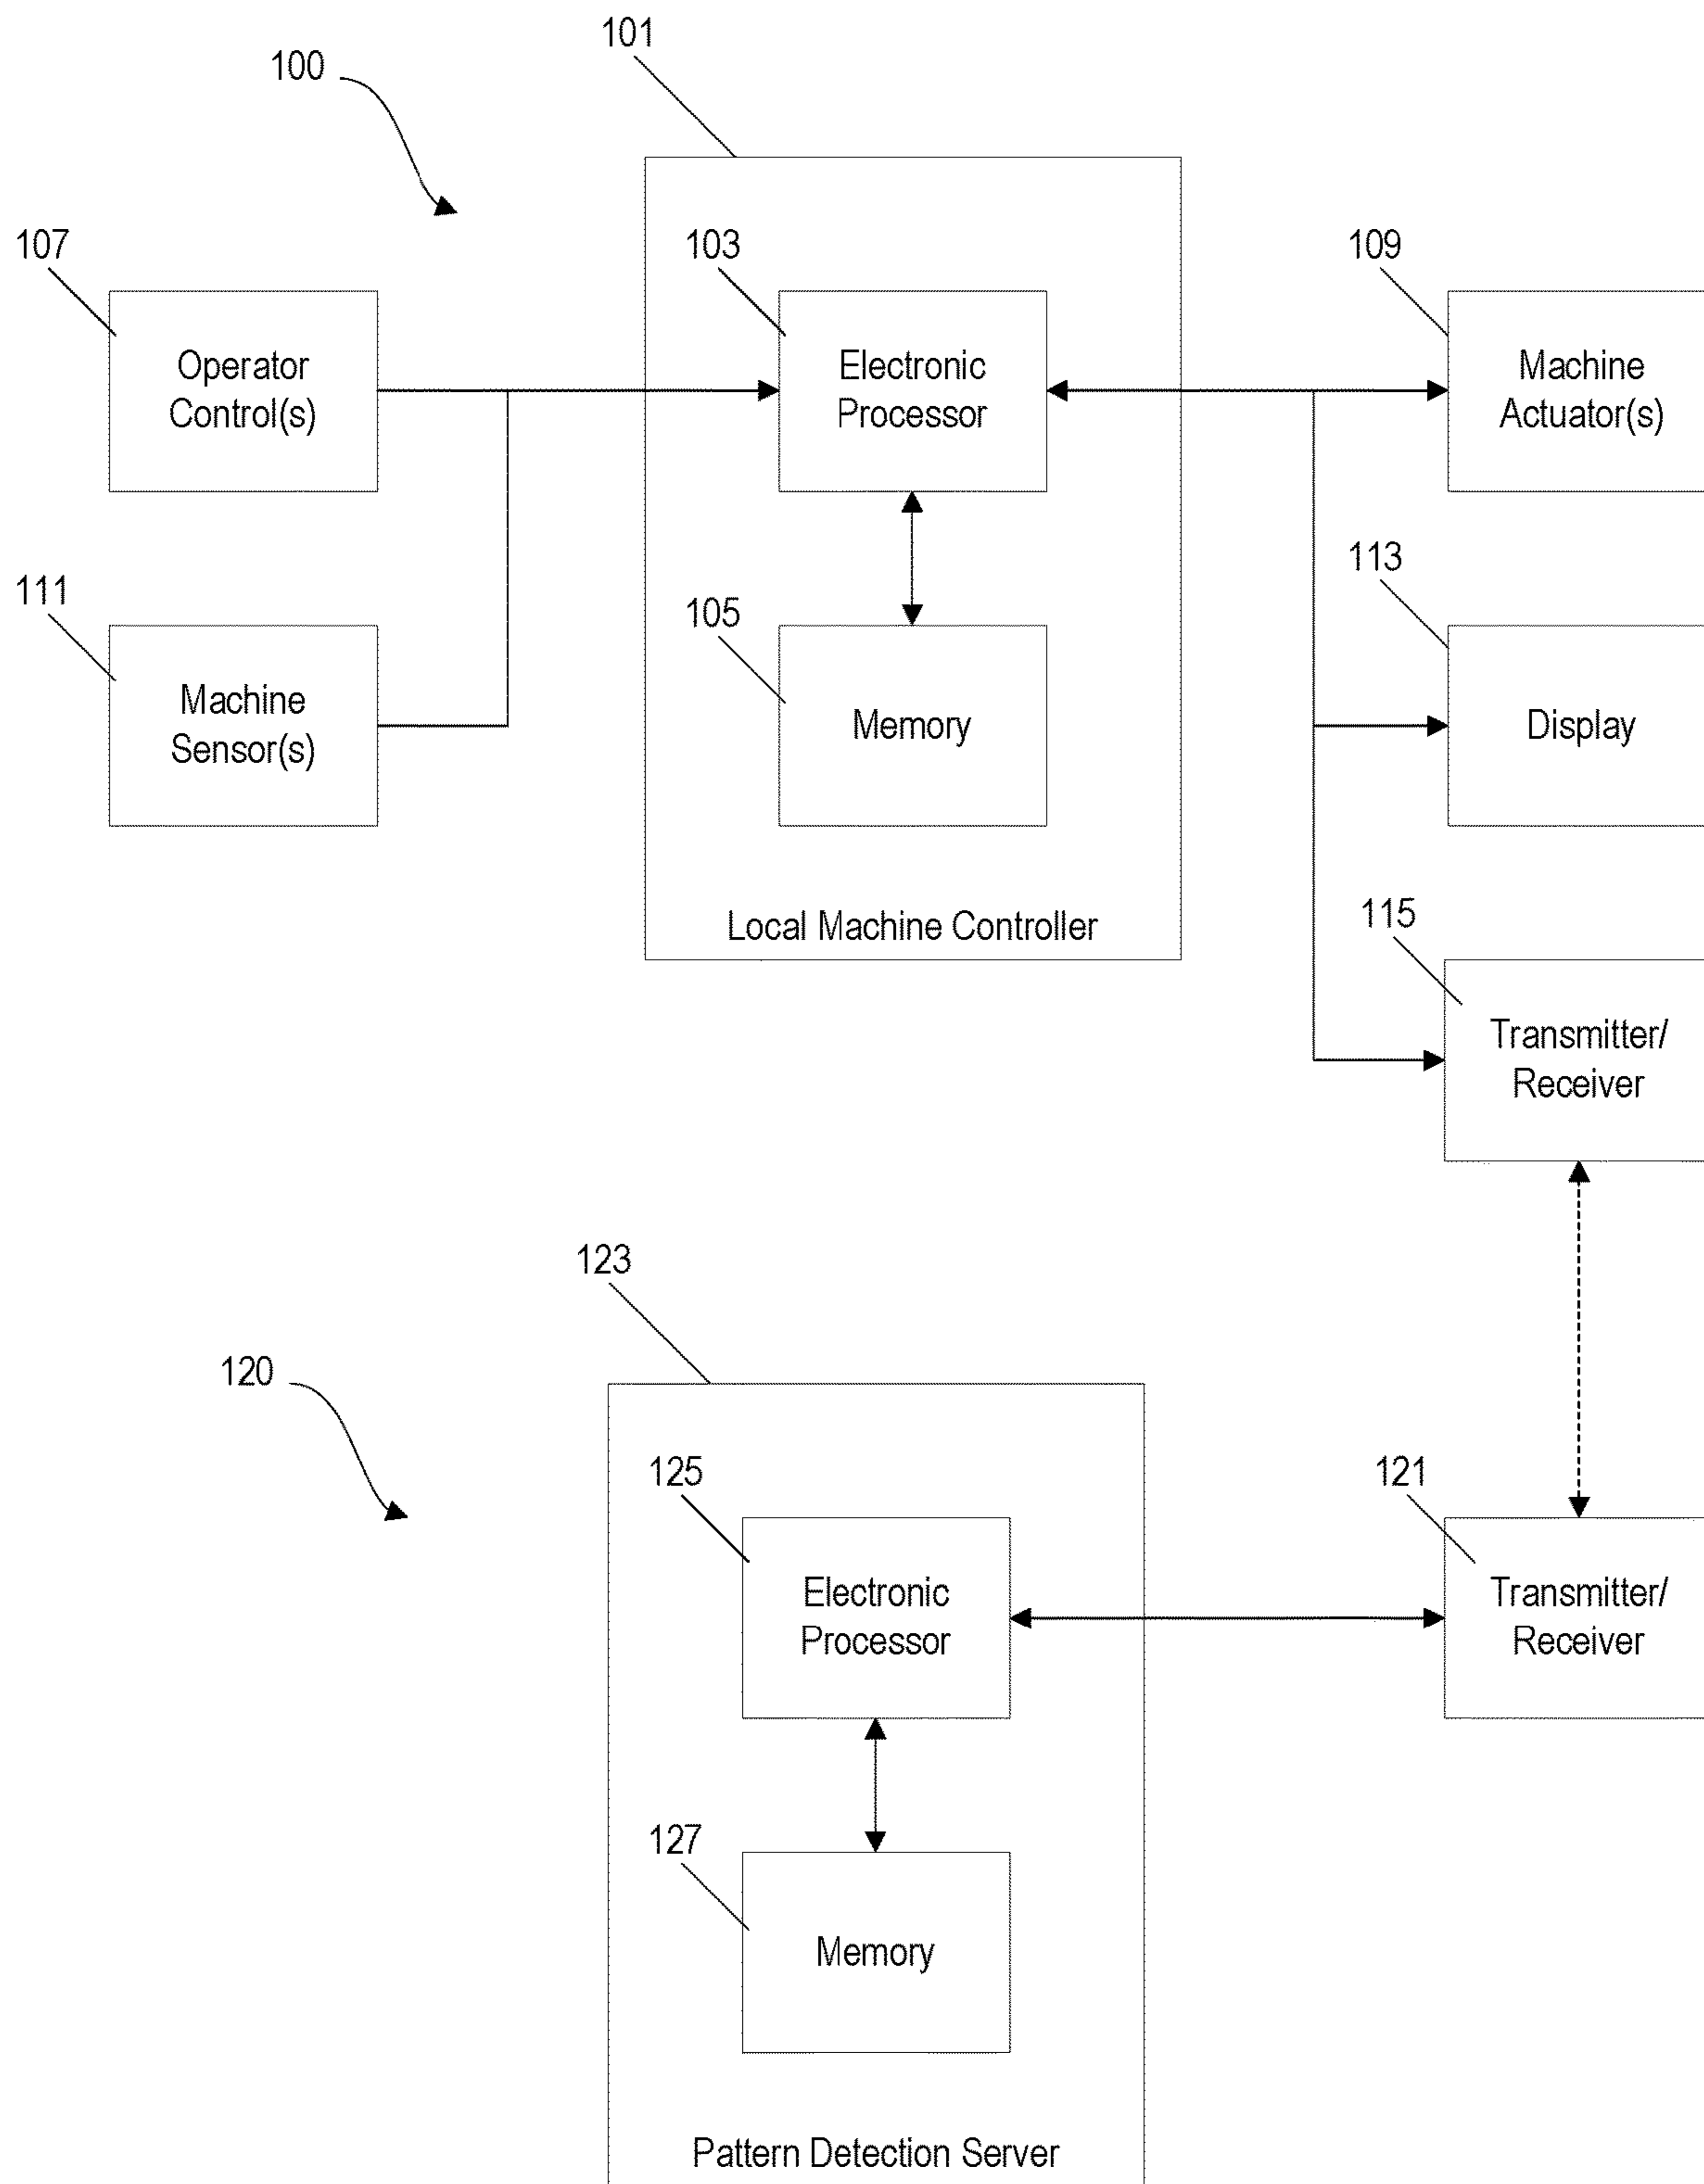 101
100
107
103
109
Operator
Control(s)
Electronic
Processor
Machine
Actuator(s)
111
105
113
Machine
Sensor(s)
Memory
Display
Local Machine Controller
115
Transmitter/
Receiver
123
120
125
121
Electronic
Processor
Transmitter/
Receiver
127
Memory
Pattern Detection Server